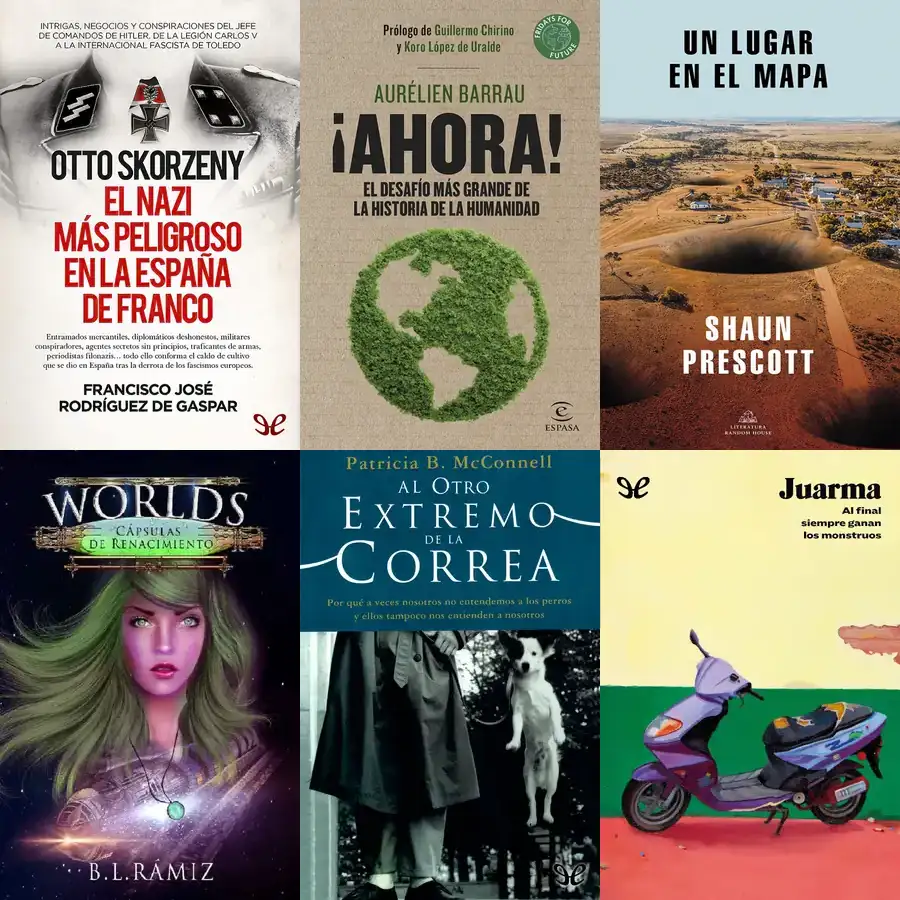 INTRIGAS, NEGOCIOS Y CONSPIRACIONES DEL JEFE
DE COMANDOS DE HITLER, DE LA LEGIÓN CARLOS V
A LA INTERNACIONAL FASCISTA DE TOLEDO
OTTO SKORZENY
EL NAZI
MÁS PELIGROSO
EN LA ESPAÑA
DE FRANCO
Entramados mercantiles, diplomáticos deshonestos, militares
conspiradores, agentes secretos sin principios, traficantes de armas,
periodistas filonazis... todo ello conforma el caldo de cultivo
que se dio en España tras la derrota de los fascismos europeos.
FRANCISCO JOSÉ
RODRÍGUEZ DE GASPAR
Prólogo de Guillermo Chirino
y Koro López de Uralde
FRIDAYS FOR
FUTURE
AURÉLIEN BARRAU
¡AHORA!
EL DESAFÍO MÁS GRANDE DE
LA HISTORIA DE LA HUMANIDAD
e
ESPASA
UN LUGAR
EN EL MAPA
SHAUN
PRESCOTT
LITERATURA
RANDOM HOUSE
WORLDS
CÁPSULAS
DE RENACIMIENTO
B.L.RÁMIZ
Patricia B. McConnell
AL OTRO
EXTREMO
DE LA
CORREA
Por qué a veces nosotros no entendemos a los perros
y ellos tampoco nos entienden a nosotros
Juarma
Al final
siempre ganan
los monstruos